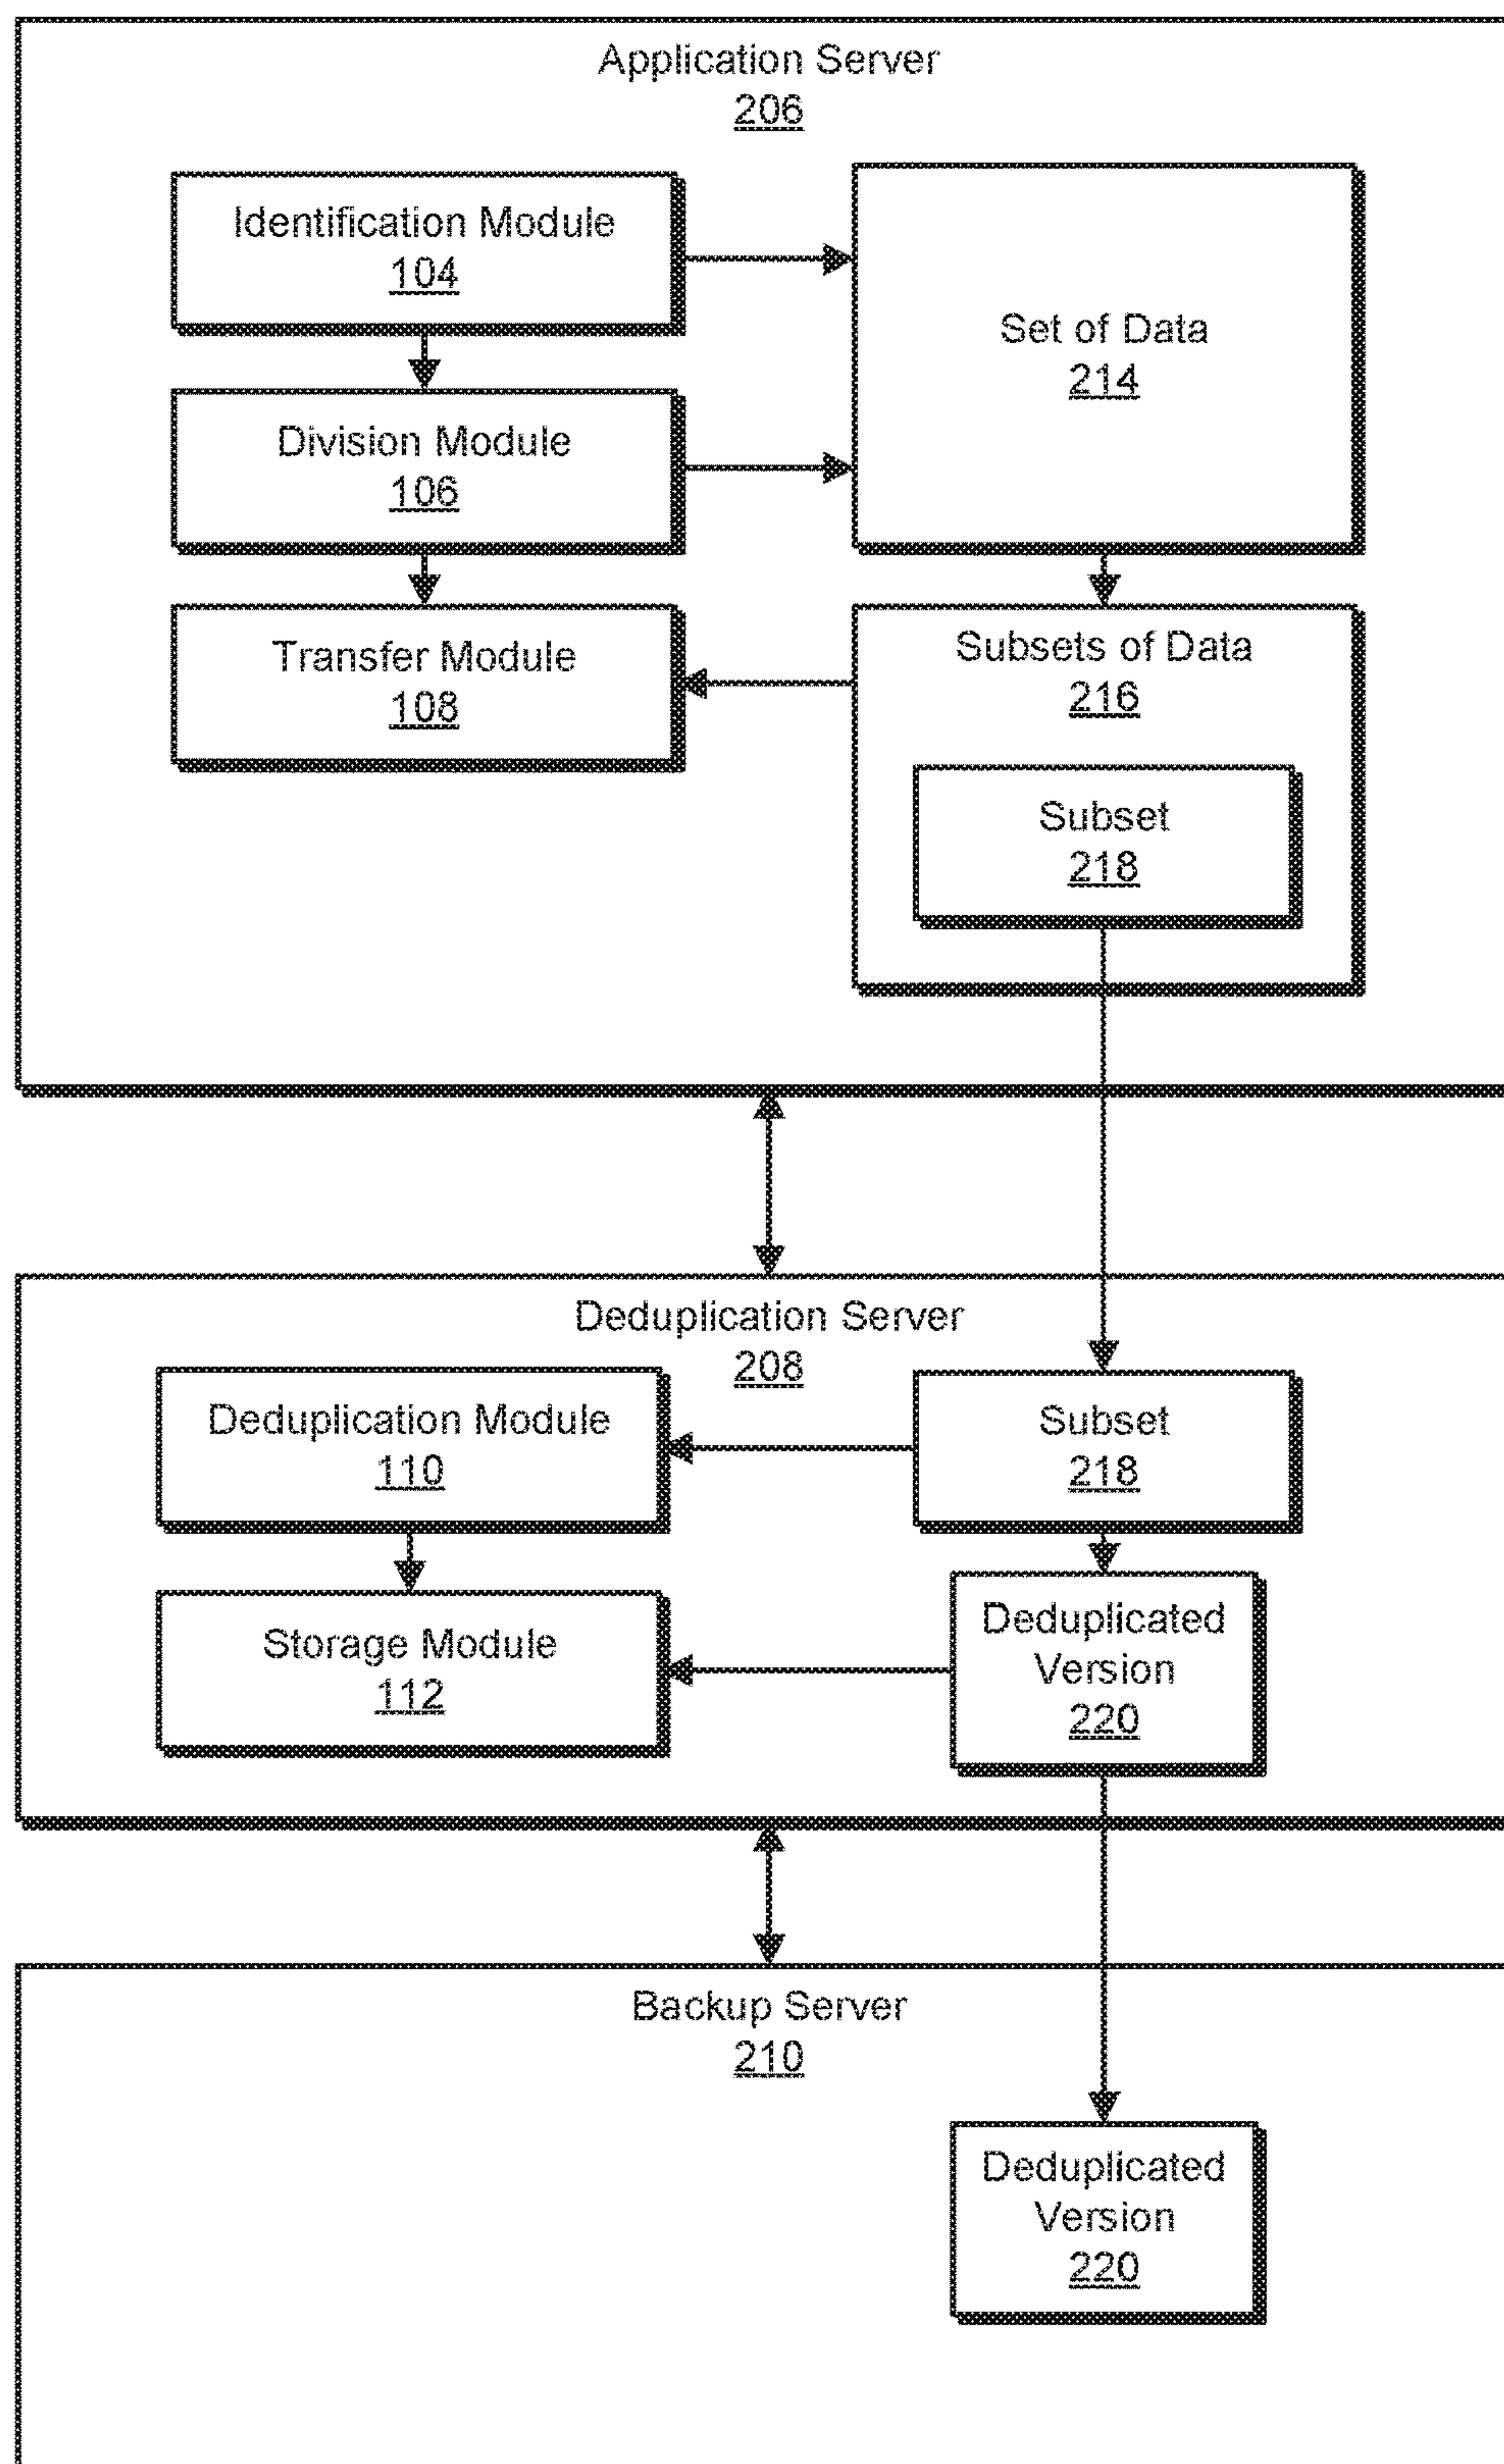 Application Server
206
Identification Module
104
Set of Data
214
Division Module
106
Transfer Module
108
Subsets of Data
216
Subset
218
Deduplication Server
208
Deduplication Module
110
Subset
218
Storage Module
112
Deduplicated
Version
220
Backup Server
210
Deduplicated
Version
220